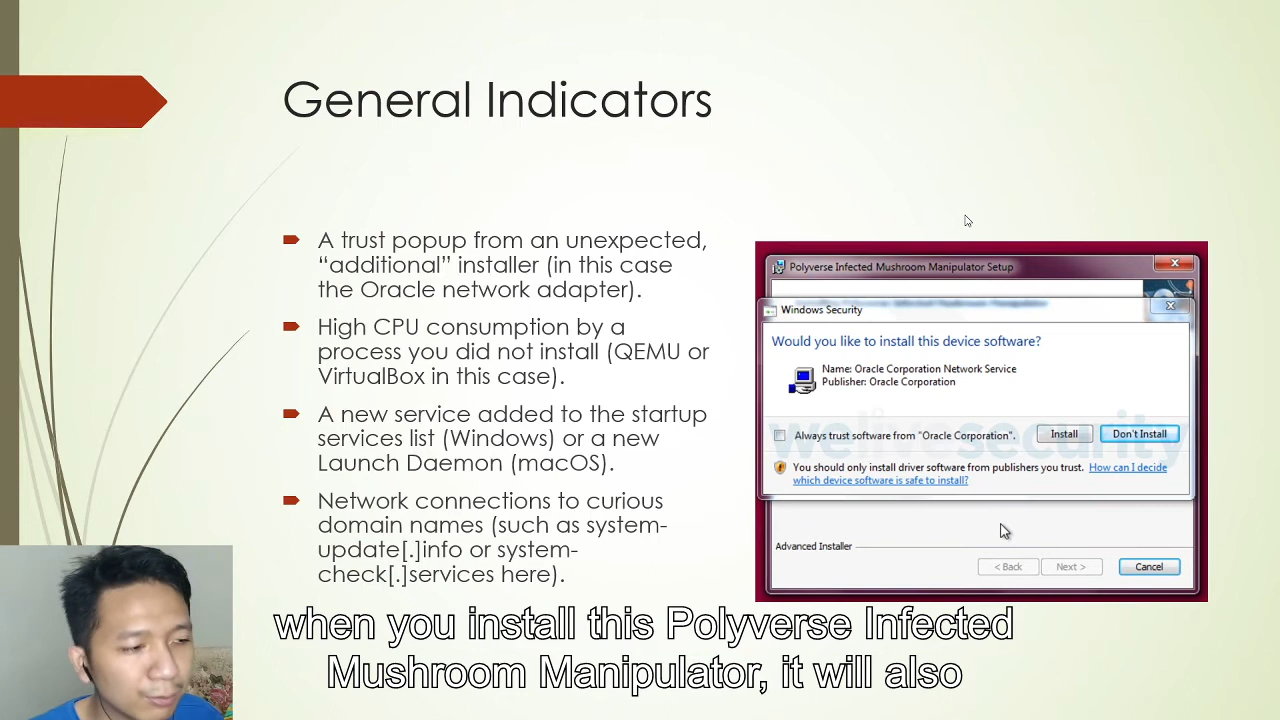 General Indicators
A trust popup from an unexpected,
“additional” installer (in this case
the Oracle network adapter).
High CPU consumption by a
process you did not install (QEMU or
VirtualBox in this case).
A new service added to the startup
services list (Windows) or a new
Launch Daemon (macOS).
Network connections to curious
domain names (such as system-
update[.]info or system-
check[.]services here).
Polyverse Infected Mushroom Manipulator Setup
Windows Security
Would you like to install this device software?
Name: Oracle Corporation Network Service
Publisher: Oracle Corporation
welivesecurity
Always trust software from "Oracle Corporation".
Install
Don't Install
You should only install driver software from publishers you trust. How can I decide
which device software is safe to install?
Advanced Installer
< Back
Next >
Cancel
when you install this Polyverse Infected
Mushroom Manipulator, it will also